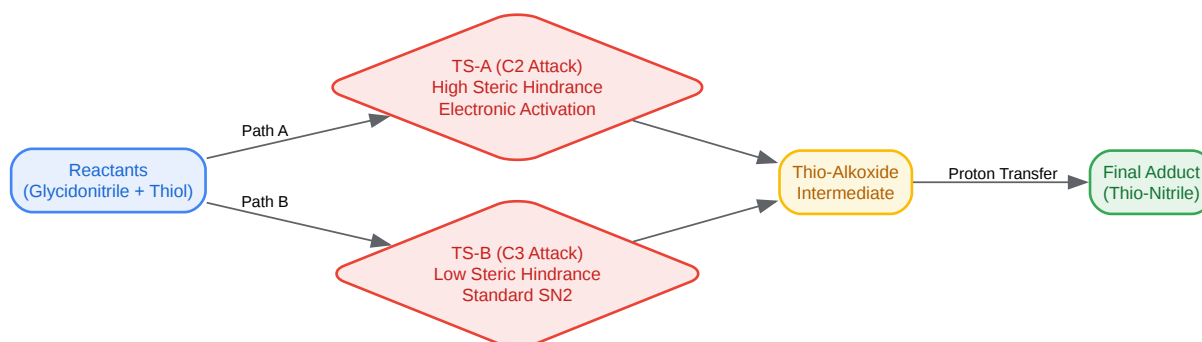 TS-A (C2 Attack)
High Steric Hindrance
Electronic Activation
Path A
Reactants
(Glycidonitrile + Thiol)
Path B
TS-B (C3 Attack)
Low Steric Hindrance
Standard SN2
Thio-Alkoxide
Intermediate
Proton Transfer
Final Adduct
(Thio-Nitrile)